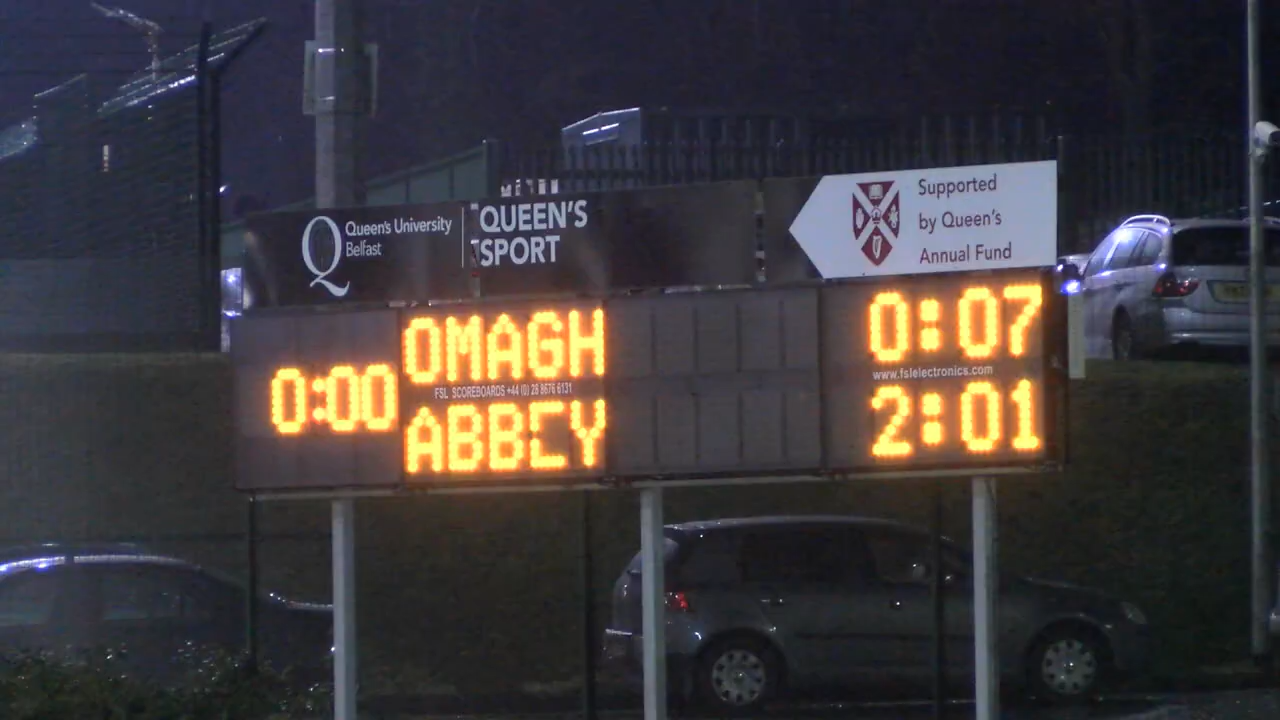 Queen's University
Belfast
QUEEN'S
SPORT
Supported
by Queen's
Annual Fund
0:00
OMAGH
0:07
FSL SCOREBOARDS +44 (0) 28 8676 6131
www.fslelectronics.com
ABBEY
2:01